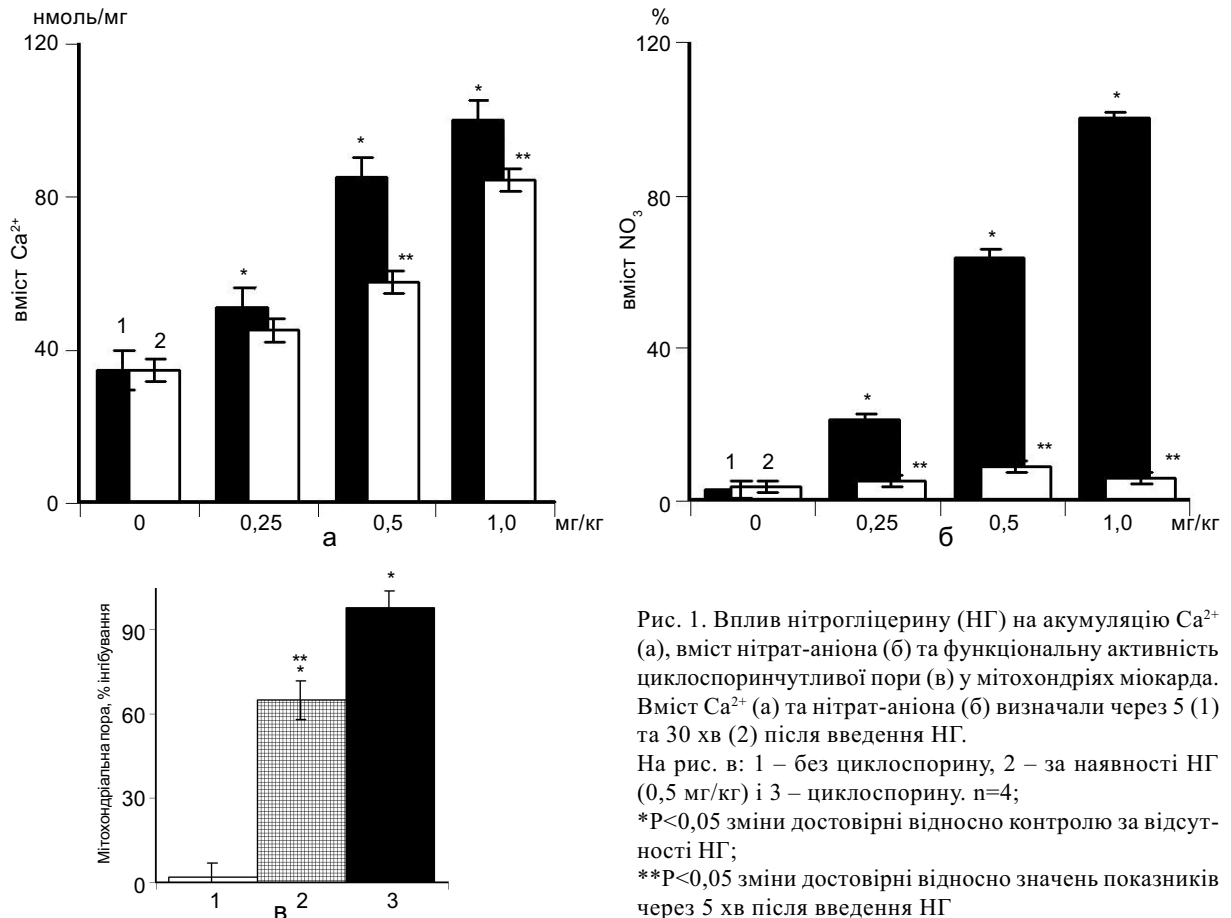 нмоль/мг
120
80
40
0
вміст Ca²⁺
1
2
*
*
**
*
**
0 0,25 0,5 1,0 мг/кг
а
%
120
80
40
0
вміст NO₃
1 2
*
**
*
**
*
**
0 0,25 0,5 1,0 мг/кг
б
Мітохондріальна пора, % інгібування
90
60
30
0
**
*
*
1 2 3
в
Рис. 1. Вплив нітрогліцерину (НГ) на акумуляцію Ca²⁺
(а), вміст нітрат-аніона (б) та функціональну активність
циклоспоринчутливої пори (в) у мітохондріях міокарда.
Вміст Ca²⁺ (а) та нітрат-аніона (б) визначали через 5 (1)
та 30 хв (2) після введення НГ.
На рис. в: 1 – без циклоспорину, 2 – за наявності НГ
(0,5 мг/кг) і 3 – циклоспорину. n=4;
*P<0,05 зміни достовірні відносно контролю за відсут-
ності НГ;
**P<0,05 зміни достовірні відносно значень показників
через 5 хв після введення НГ